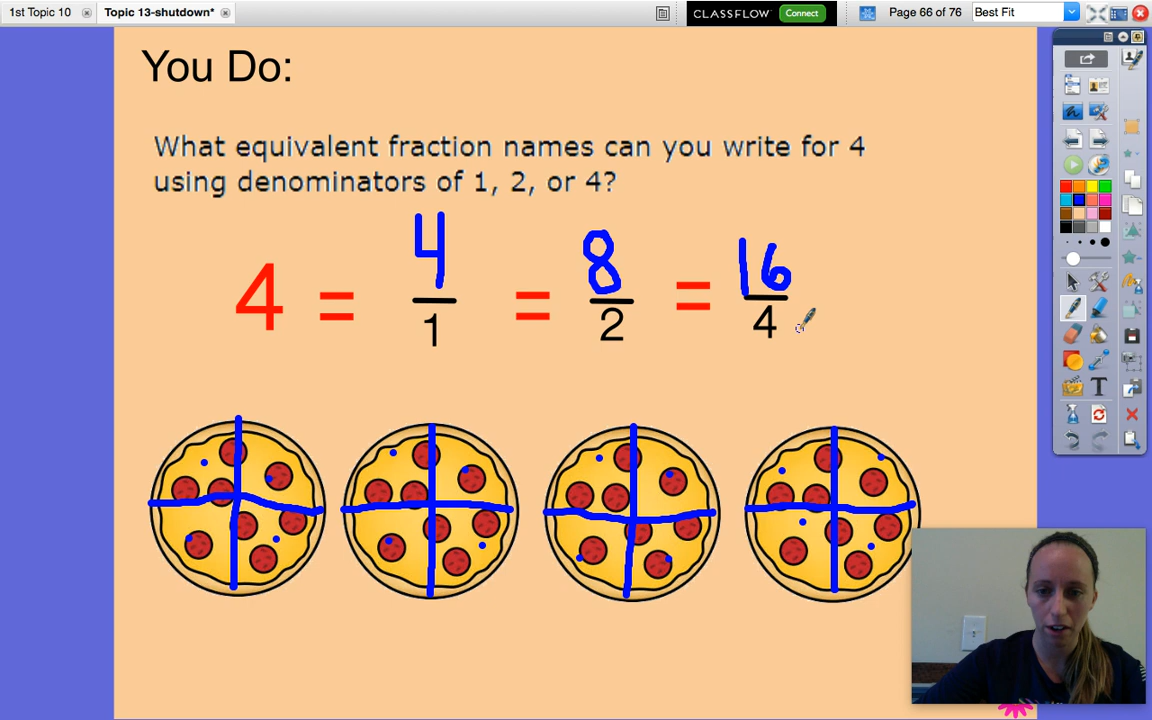 1st Topic 10
Topic 13-shutdown*
CLASSFLOW Connect
Page 66 of 76
Best Fit
You Do:
What equivalent fraction names can you write for 4
using denominators of 1, 2, or 4?
4 = 4/1 = 8/2 = 16/4
T